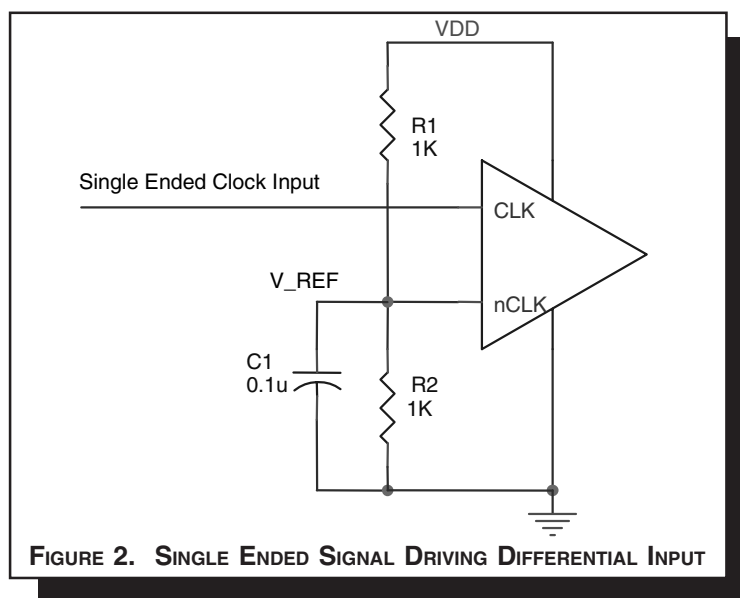 VDD
R1
1K
Single Ended Clock Input
CLK
V_REF
nCLK
C1
0.1u
R2
1K
FIGURE 2. SINGLE ENDED SIGNAL DRIVING DIFFERENTIAL INPUT